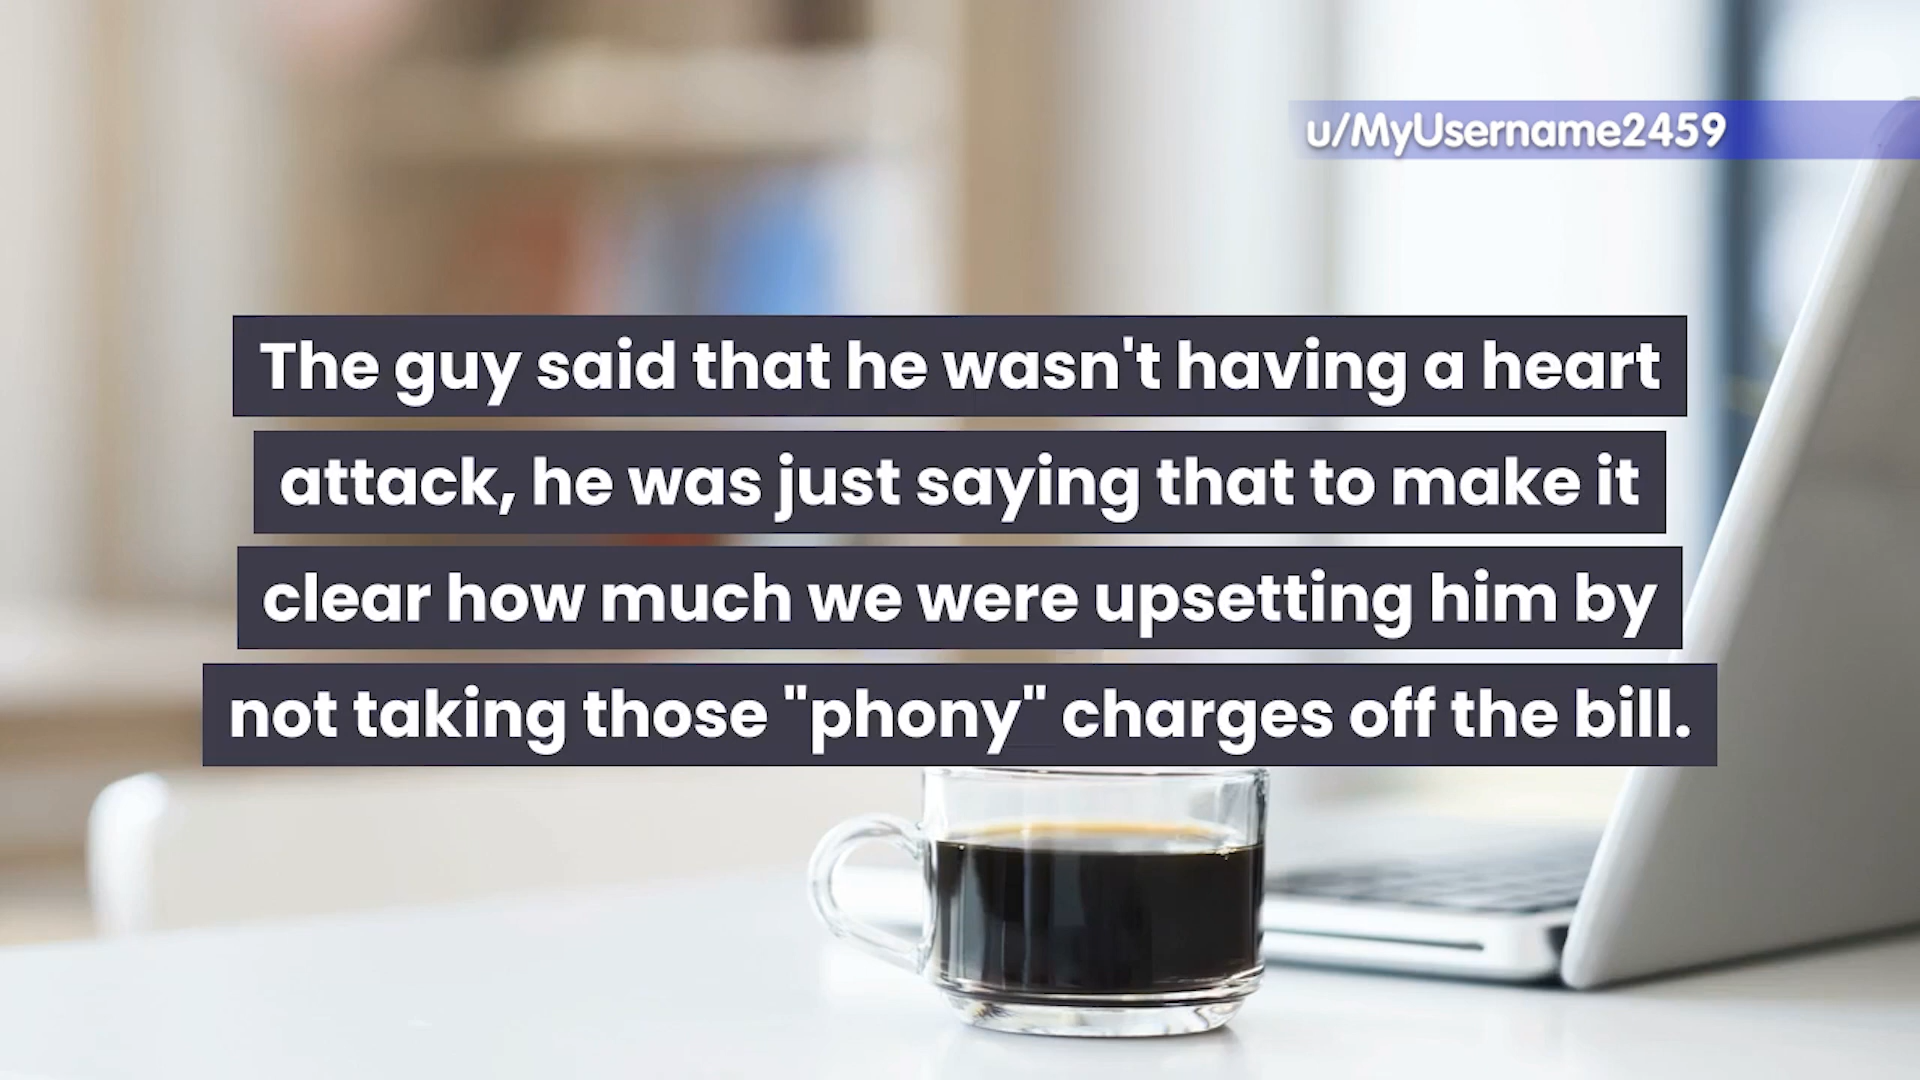 u/MyUsername2459
The guy said that he wasn't having a heart
attack, he was just saying that to make it
clear how much we were upsetting him by
not taking those "phony" charges off the bill.